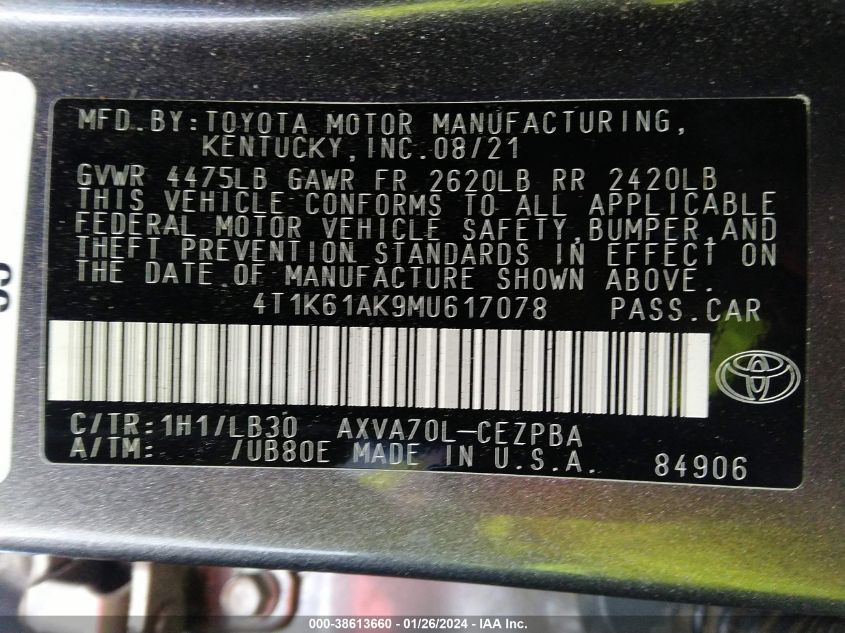 MFD.BY:TOYOTA MOTOR MANUFACTURING,
KENTUCKY,INC.08/21
GVWR 4475LB GAWR FR 2620LB RR 2420LB
THIS VEHICLE CONFORMS TO ALL APPLICABLE
FEDERAL MOTOR VEHICLE SAFETY,BUMPER,AND
THEFT PREVENTION STANDARDS IN EFFECT ON
THE DATE OF MANUFACTURE SHOWN ABOVE.
4T1K61AK9MU617078 PASS.CAR
C/TR:1H1/LB30 AXVA70L-CEZPBA
A/TM: /UB80E MADE IN U.S.A. 84906
000-38613660 - 01/26/2024 - IAA Inc.